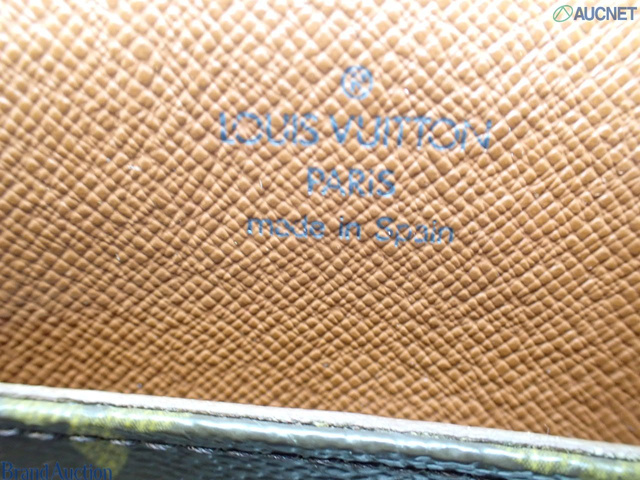 AUCNET
®
LOUIS VUITTON
PARIS
made in Spain
Brand Auction